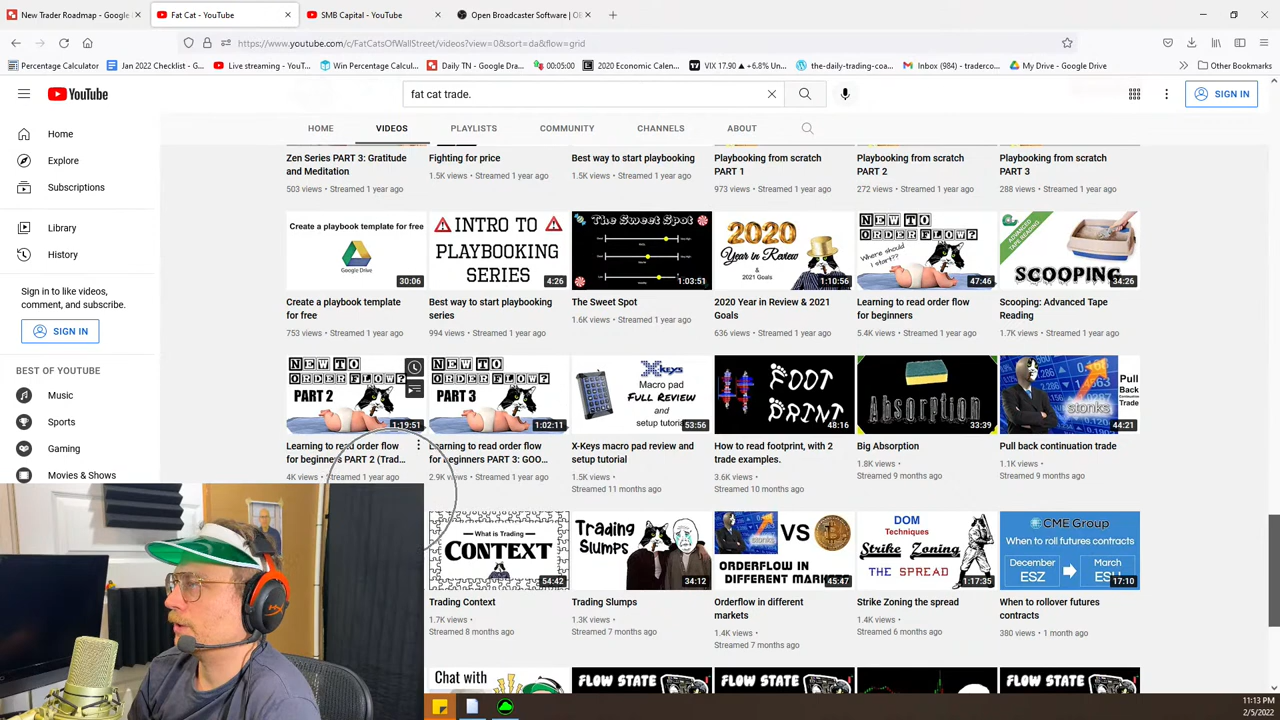 New Trader Roadmap - Google
Fat Cat - YouTube
SMB Capital - YouTube
Open Broadcaster Software | OB
https://www.youtube.com/c/FatCatsOfWallStreet/videos?view=0&sort=da&flow=grid
Percentage Calculator
Jan 2022 Checklist - G...
Live streaming - YouT...
Win Percentage Calcul...
Daily TN - Google Dra...
00:05:00
2020 Economic Calen...
VIX 17.90 ▲ +6.8% Un...
the-daily-trading-coa...
Inbox (984) - traderco...
My Drive - Google Drive
Other Bookmarks
YouTube
fat cat trade.
SIGN IN
HOME
VIDEOS
PLAYLISTS
COMMUNITY
CHANNELS
ABOUT
Home
Explore
Subscriptions
Library
History
Sign in to like videos,
comment, and subscribe.
SIGN IN
BEST OF YOUTUBE
Music
Sports
Gaming
Movies & Shows
Zen Series PART 3: Gratitude
and Meditation
503 views • Streamed 1 year ago
Fighting for price
1.5K views • Streamed 1 year ago
Best way to start playbooking
1.5K views • Streamed 1 year ago
Playbooking from scratch
PART 1
973 views • Streamed 1 year ago
Playbooking from scratch
PART 2
272 views • Streamed 1 year ago
Playbooking from scratch
PART 3
288 views • Streamed 1 year ago
Create a playbook template for free
Google Drive
30:06
Create a playbook template
for free
753 views • Streamed 1 year ago
INTRO TO
PLAYBOOKING
SERIES
4:26
Best way to start playbooking
series
994 views • Streamed 1 year ago
The Sweet Spot
1:03:51
The Sweet Spot
1.6K views • Streamed 1 year ago
2020
Year in Review
& 2021 Goals
1:10:56
2020 Year in Review & 2021
Goals
636 views • Streamed 1 year ago
NEW TO
ORDER FLOW?
Where should
I start??
47:46
Learning to read order flow
for beginners
5.4K views • Streamed 1 year ago
ADVANCED
TAPE READING
SCOOPING
34:26
Scooping: Advanced Tape
Reading
1.7K views • Streamed 1 year ago
NEW TO
ORDER FLOW?
PART 2
1:19:51
Learning to read order flow
for beginners PART 2 (Trad...
4K views • Streamed 1 year ago
NEW TO
ORDER FLOW?
PART 3
1:02:11
Learning to read order flow
for beginners PART 3: GOO...
2.9K views • Streamed 1 year ago
X-keys
Macro pad
FULL REVIEW
and
setup tutorial
53:56
X-Keys macro pad review and
setup tutorial
1.5K views •
Streamed 11 months ago
FOOT
PRINT
48:16
How to read footprint, with 2
trade examples.
3.6K views •
Streamed 10 months ago
Absorption
33:39
Big Absorption
1.8K views •
Streamed 9 months ago
Pull
Back
stonks
44:21
Pull back continuation trade
1.1K views •
Streamed 9 months ago
What is Trading
CONTEXT
54:42
Trading Context
1.7K views •
Streamed 8 months ago
Trading
Slumps
34:12
Trading Slumps
1.3K views •
Streamed 7 months ago
stonks
VS
ORDERFLOW IN
DIFFERENT MARK
45:47
Orderflow in different
markets
1.4K views •
Streamed 7 months ago
DOM
Techniques
Strike Zoning
THE SPREAD
1:17:35
Strike Zoning the spread
1.4K views •
Streamed 6 months ago
CME Group
When to roll futures
contracts
December
ESZ
March
ESH
17:10
When to rollover futures
contracts
380 views • 1 month ago
Chat with
FLOW STATE
FLOW STATE
FLOW STATE
11:13 PM
2/5/2022